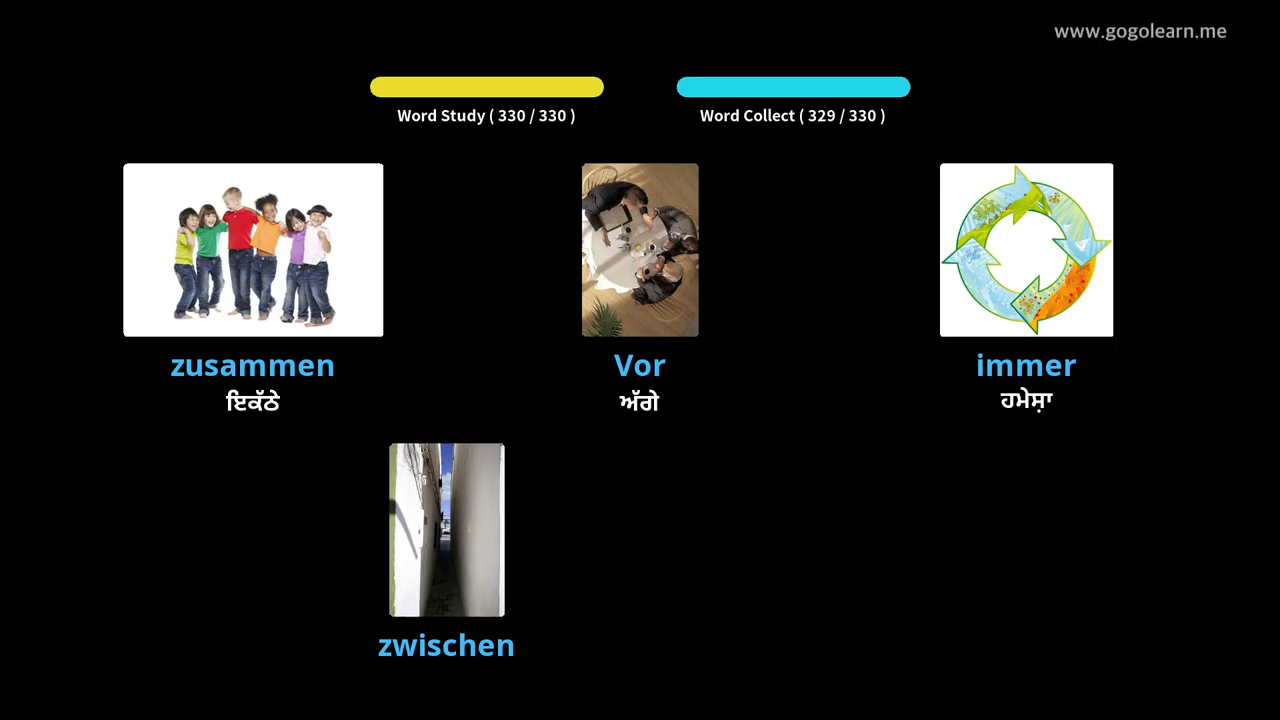 www.gogolearn.me
Word Study ( 330 / 330 )
Word Collect ( 329 / 330 )
zusammen
ਇਕੱਠੇ
Vor
ਅੱਗੇ
immer
ਹਮੇਸ਼ਾ
zwischen